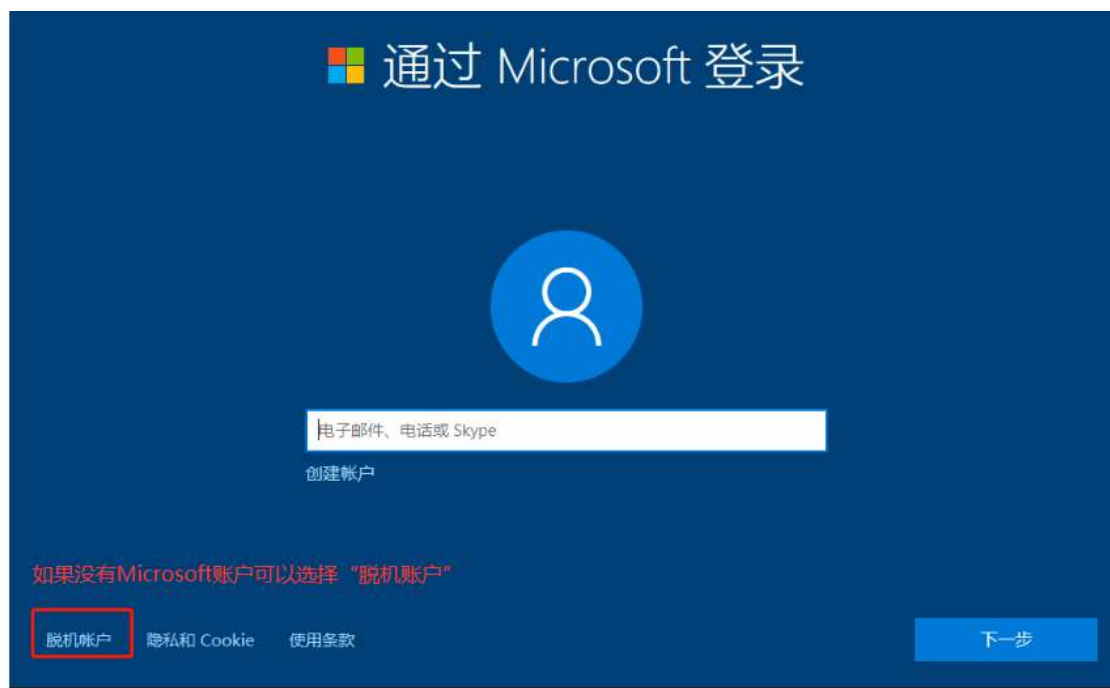 通过 Microsoft 登录
电子邮件、电话或 Skype
创建帐户
如果没有Microsoft账户可以选择“脱机账户”
脱机帐户 隐私和 Cookie 使用条款 下一步